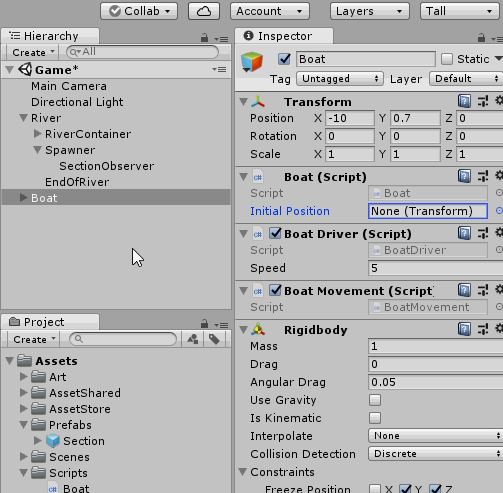 Collab Account Layers Tall
Hierarchy
Create All
Game*
Main Camera
Directional Light
River
RiverContainer
Spawner
SectionObserver
EndOfRiver
Boat
Project
Create
Assets
Art
AssetShared
AssetStore
Prefabs
Section
Scenes
Scripts
Boat
Inspector
Boat Static
Tag Untagged Layer Default
Transform
Position X -10 Y 0.7 Z 0
Rotation X 0 Y 0 Z 0
Scale X 1 Y 1 Z 1
Boat (Script)
Script Boat
Initial Position None (Transform)
Boat Driver (Script)
Script BoatDriver
Speed 5
Boat Movement (Script)
Script BoatMovement
Rigidbody
Mass 1
Drag 0
Angular Drag 0.05
Use Gravity
Is Kinematic
Interpolate None
Collision Detection Discrete
Constraints
Freeze Position X Y Z